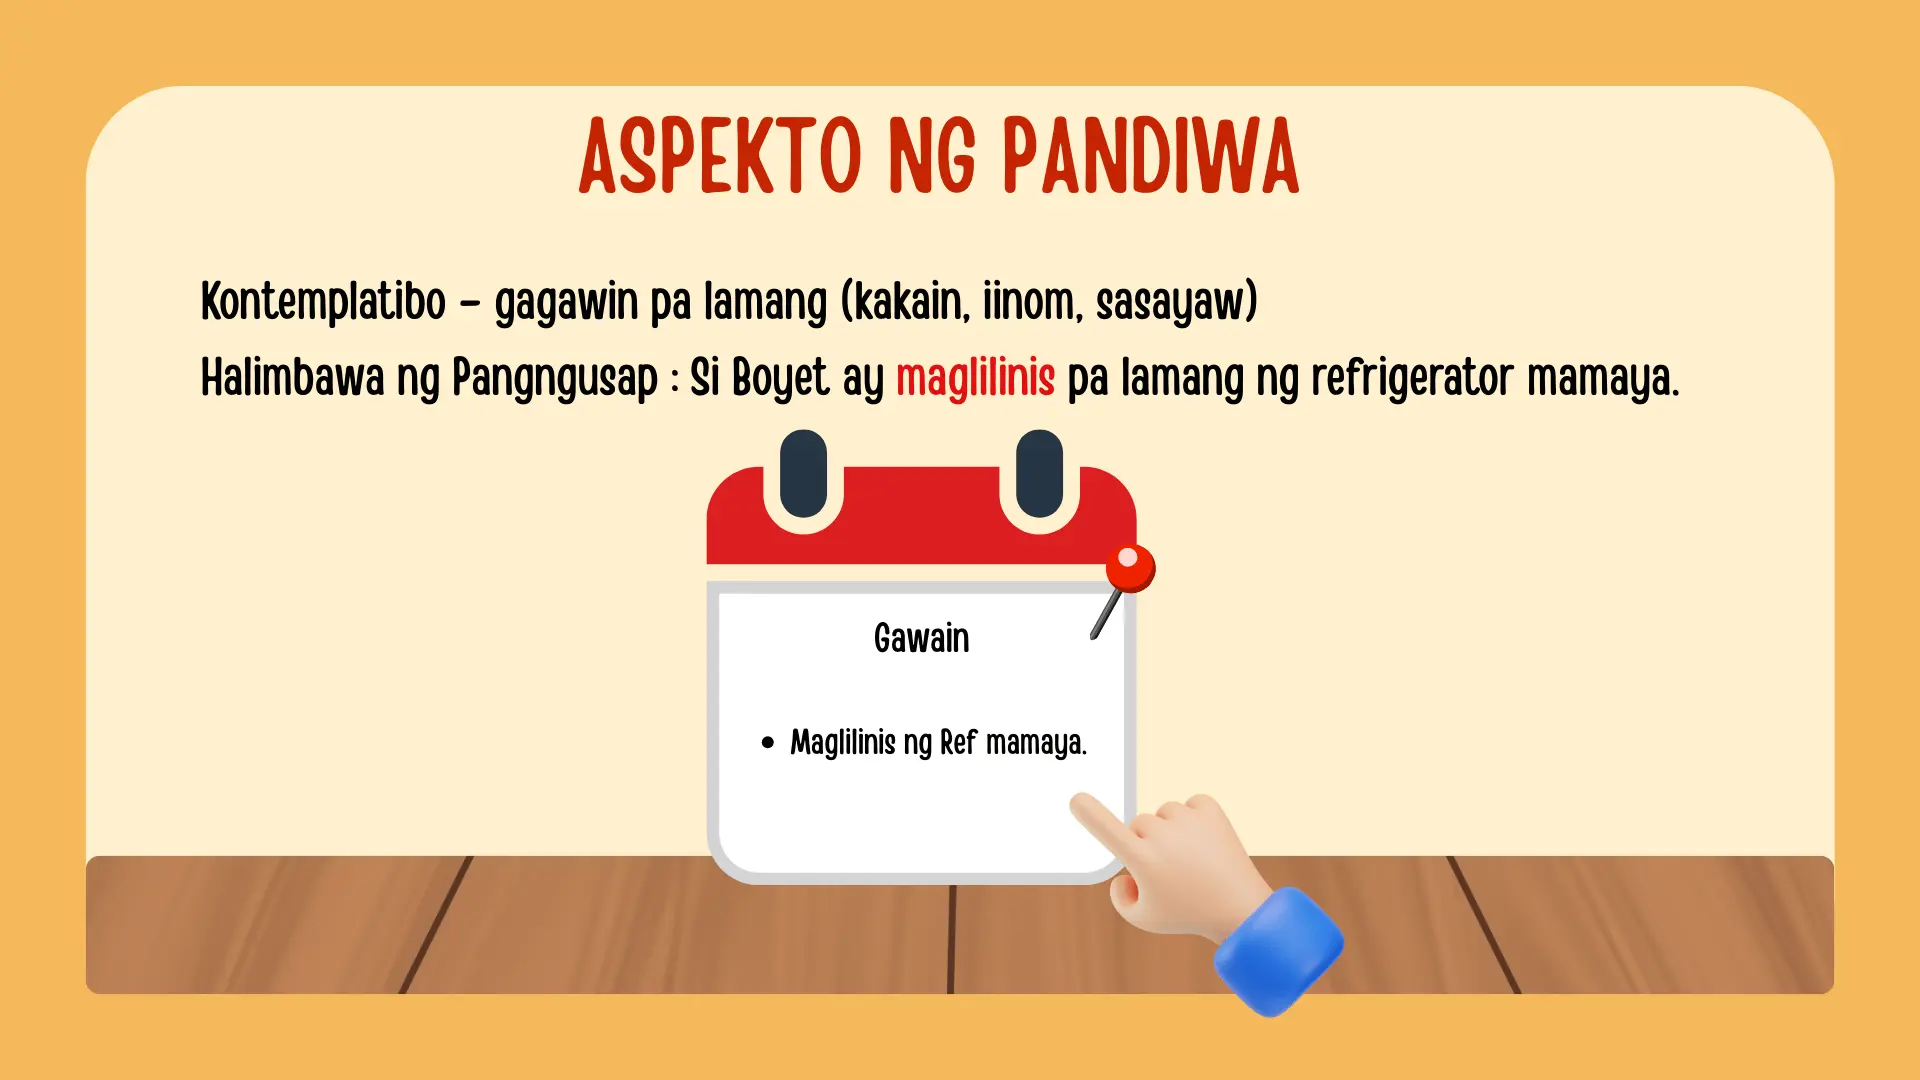 ASPEKTO NG PANDIWA
Kontemplatibo – gagawin pa lamang (kakain, iinom, sasayaw)
Halimbawa ng Pangngusap : Si Boyet ay maglilinis pa lamang ng refrigerator mamaya.
Gawain
• Maglilinis ng Ref mamaya.